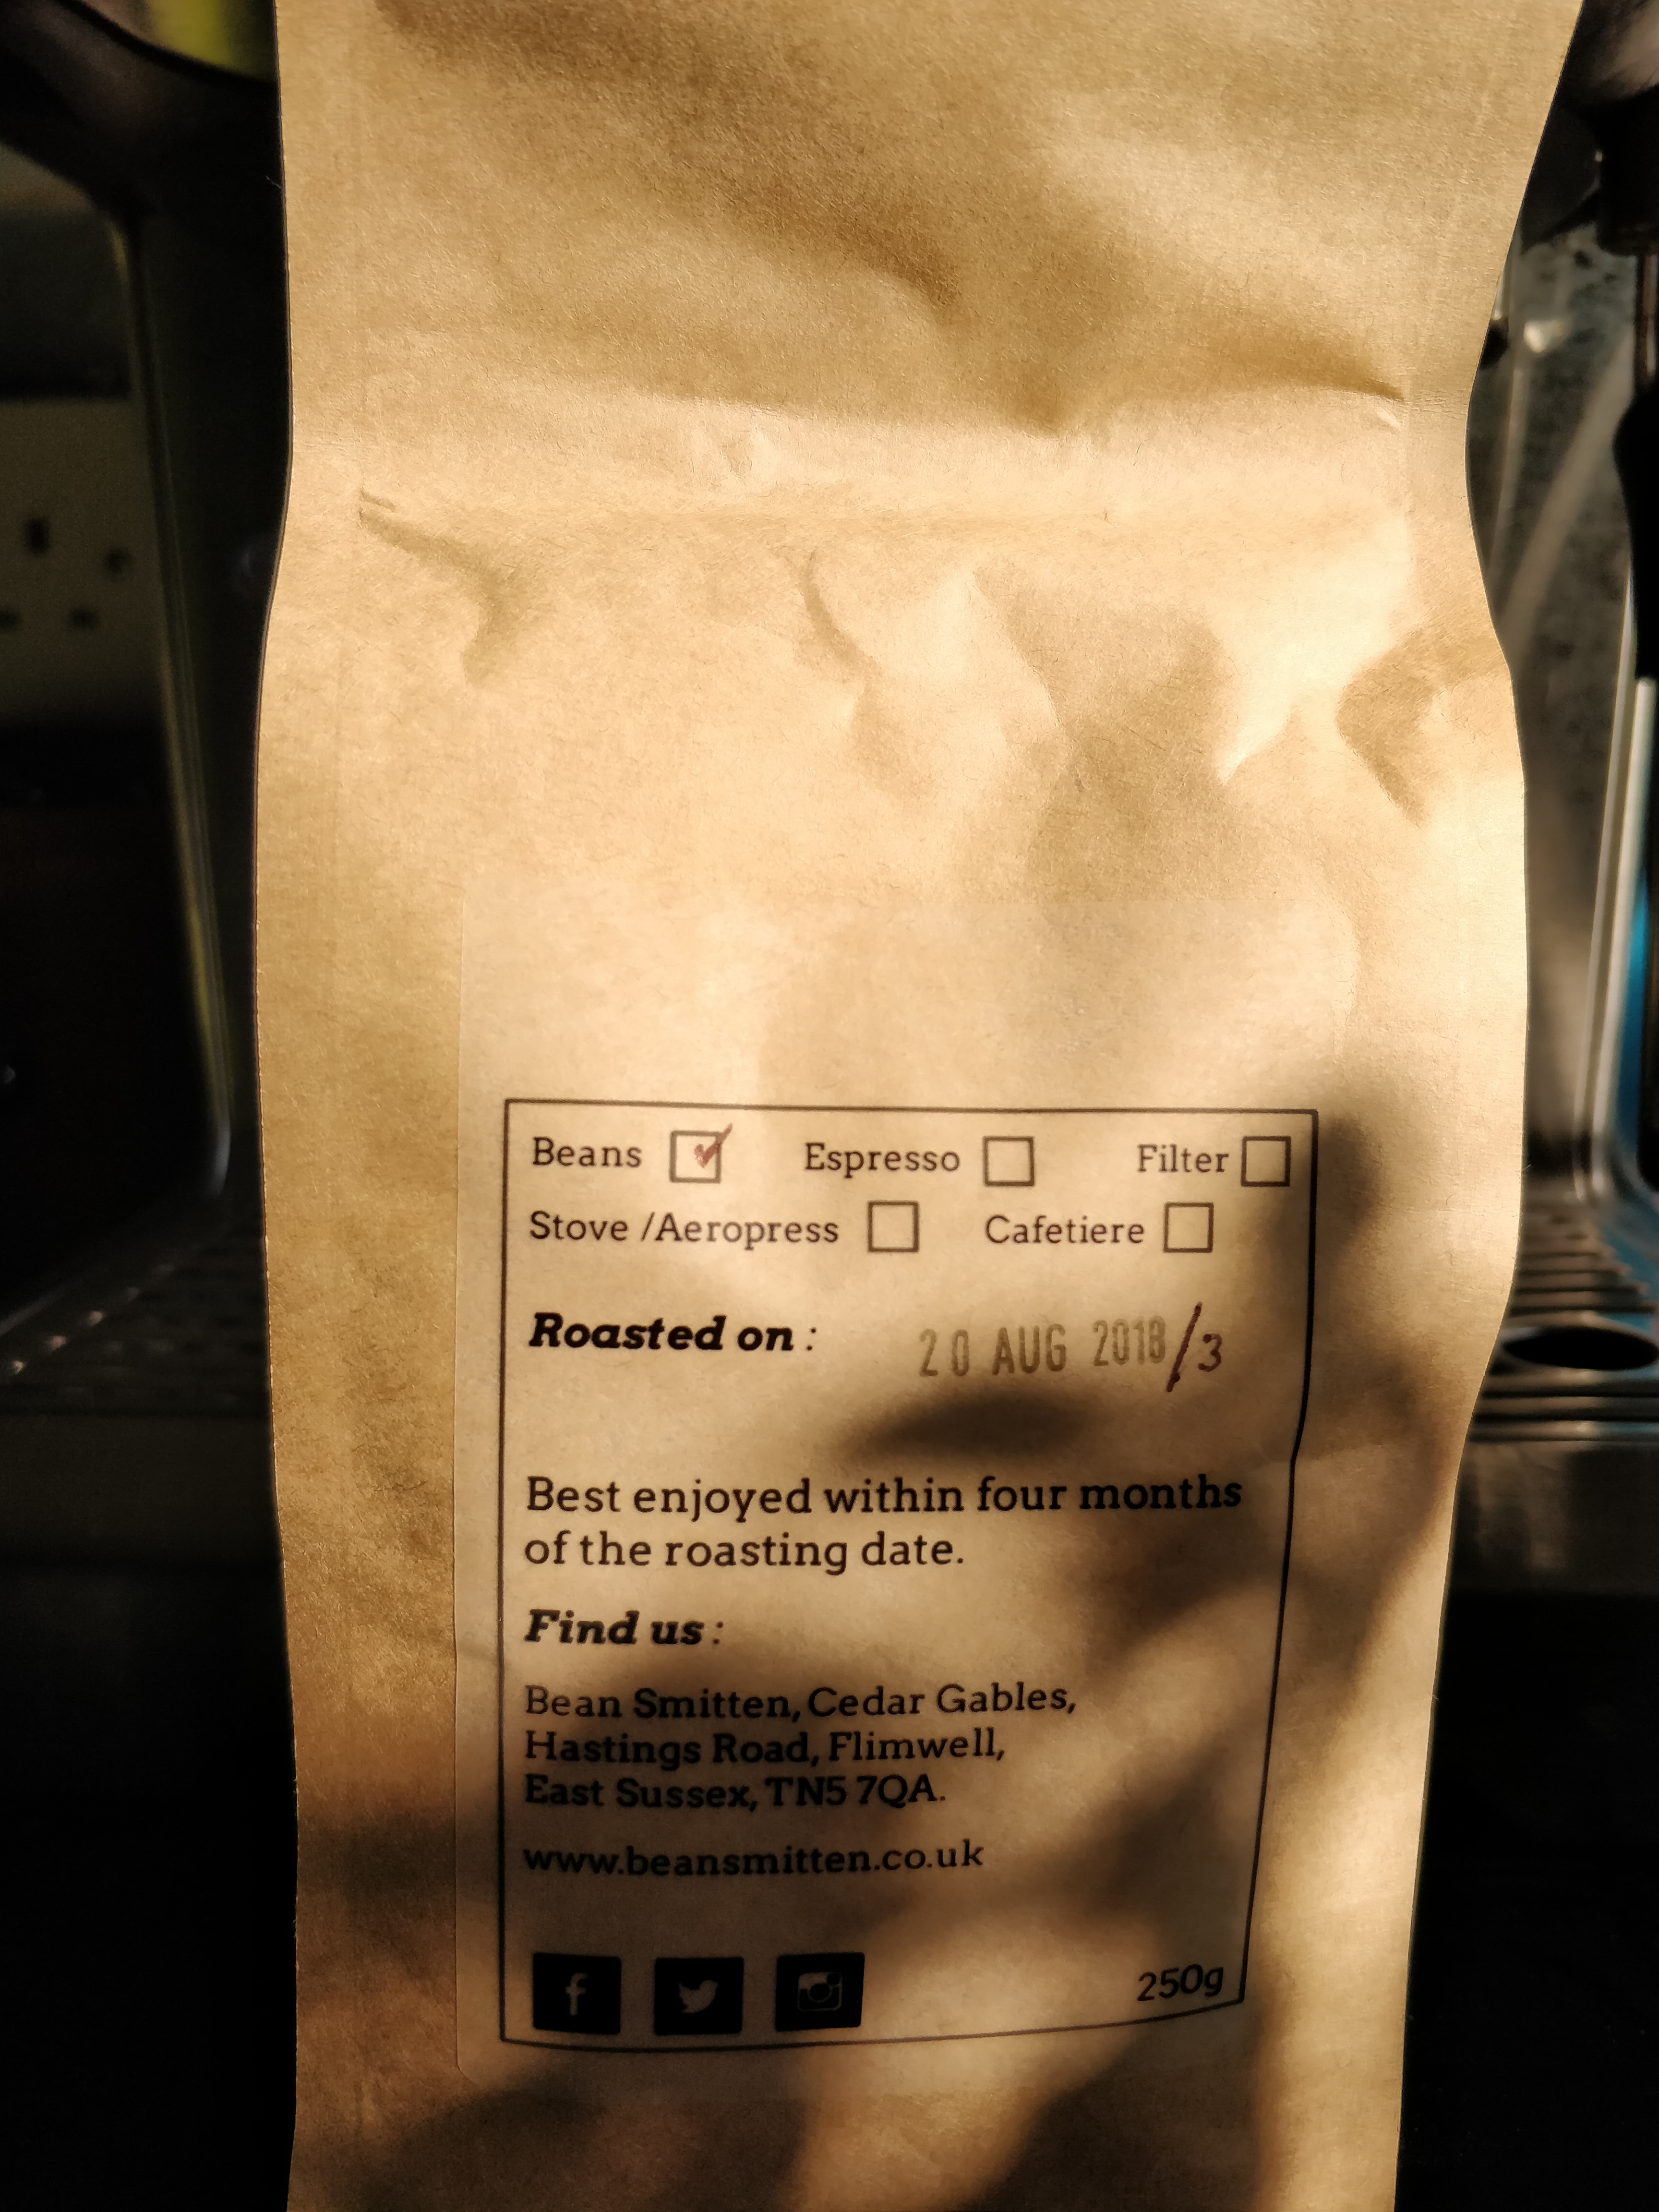 Beans Espresso Filter
Stove /Aeropress Cafetiere
Roasted on : 20 AUG 2018/3
Best enjoyed within four months
of the roasting date.
Find us :
Bean Smitten, Cedar Gables,
Hastings Road, Flimwell,
East Sussex, TN5 7QA.
www.beansmitten.co.uk
250g